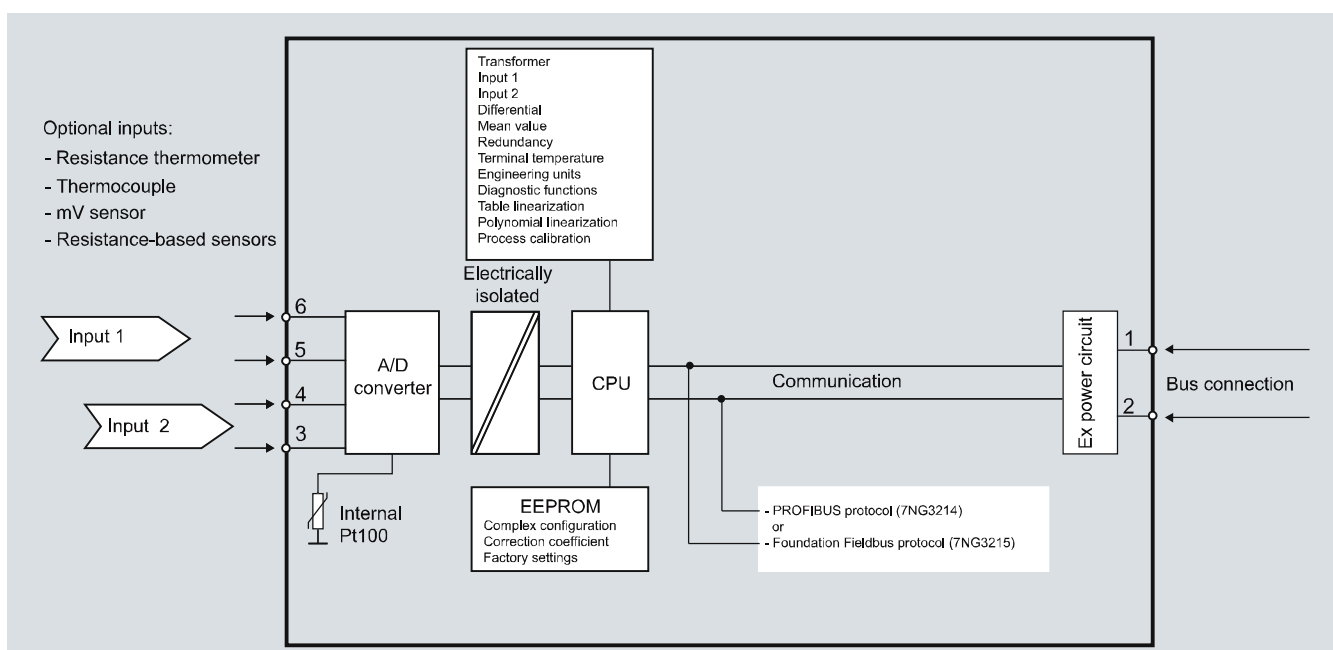 Optional inputs:
- Resistance thermometer
- Thermocouple
- mV sensor
- Resistance-based sensors
Transformer
Input 1
Input 2
Differential
Mean value
Redundancy
Terminal temperature
Engineering units
Diagnostic functions
Table linearization
Polynomial linearization
Process calibration
Electrically
isolated
Input 1
Input 2
6
5
4
3
A/D
converter
CPU
Communication
Ex power circuit
1
2
Bus connection
Internal
Pt100
EEPROM
Complex configuration
Correction coefficient
Factory settings
- PROFIBUS protocol (7NG3214)
or
- Foundation Fieldbus protocol (7NG3215)